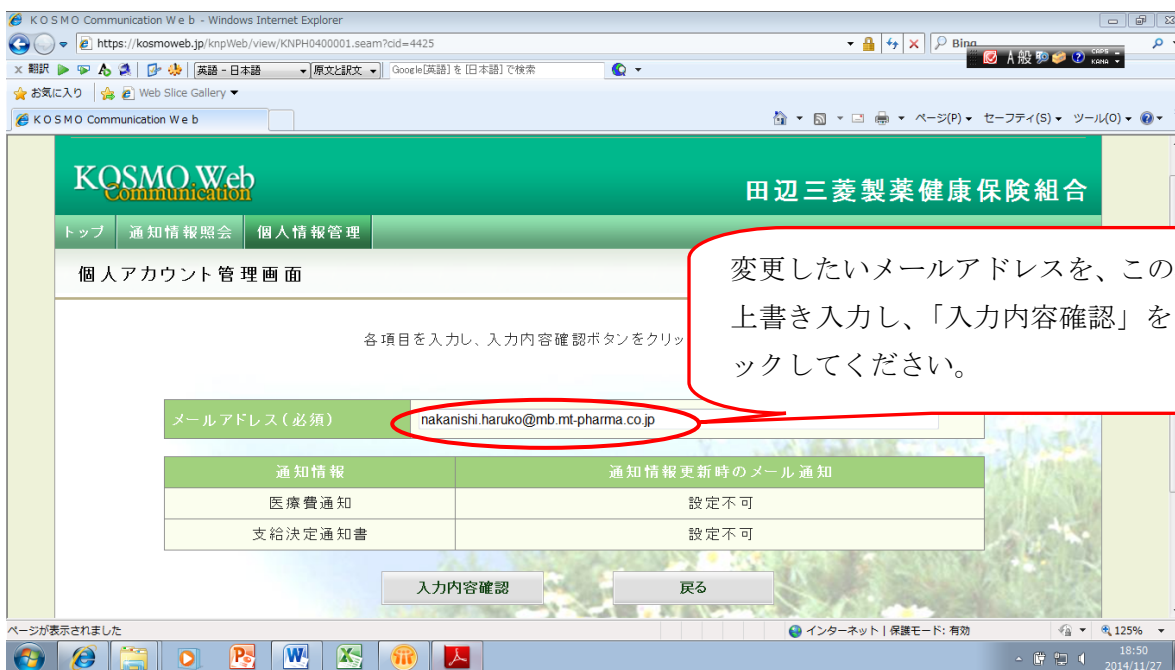 KOSMO Communication Web - Windows Internet Explorer
https://kosmoweb.jp/knpWeb/view/KNPH0400001.seam?cid=4425
Bing
A 般
CAPS
KANA
x 翻訳
英語 - 日本語
原文と訳文
Google[英語]を[日本語]で検索
お気に入り
Web Slice Gallery
KOSMO Communication Web
ページ(P)
セーフティ(S)
ツール(O)
KOSMO Web
Communication
田辺三菱製薬健康保険組合
トップ
通知情報照会
個人情報管理
個人アカウント管理画面
変更したいメールアドレスを、この
上書き入力し、「入力内容確認」を
ックしてください。
各項目を入力し、入力内容確認ボタンをクリッ
メールアドレス(必須)
nakanishi.haruko@mb.mt-pharma.co.jp
通知情報
通知情報更新時のメール通知
医療費通知
設定不可
支給決定通知書
設定不可
入力内容確認
戻る
ページが表示されました
インターネット | 保護モード: 有効
125%
18:50
2014/11/27